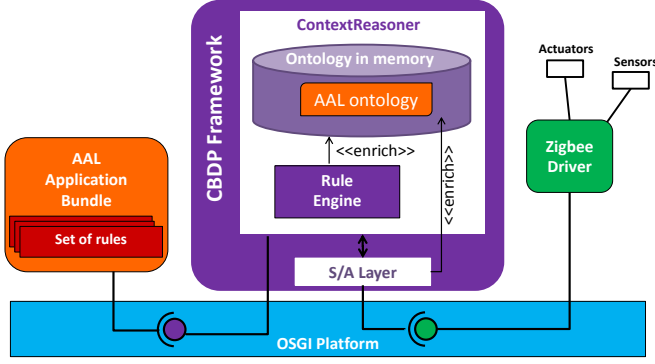 ContextReasoner
Ontology in memory
AAL ontology
<<enrich>>
<<enrich>>
Rule
Engine
CBDP Framework
S/A Layer
AAL
Application
Bundle
Set of rules
Actuators
Sensors
Zigbee
Driver
OSGI Platform